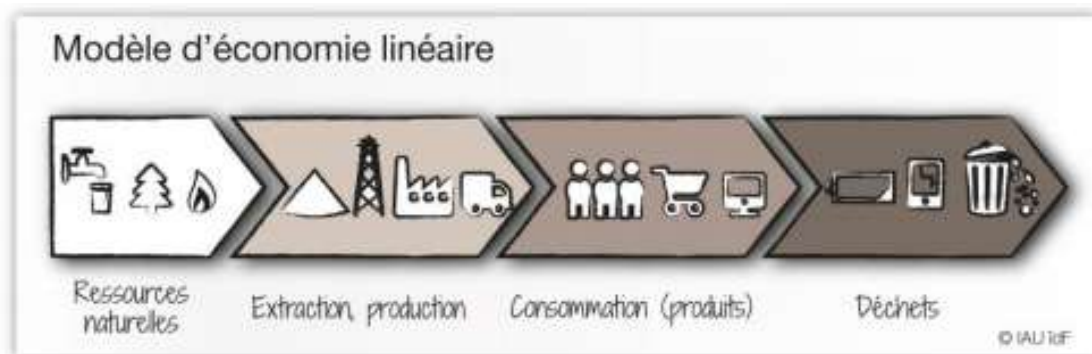 Modèle d'économie linéaire
Ressources
naturelles
Extraction, production
Consommation (produits)
Déchets
© IAU îdF